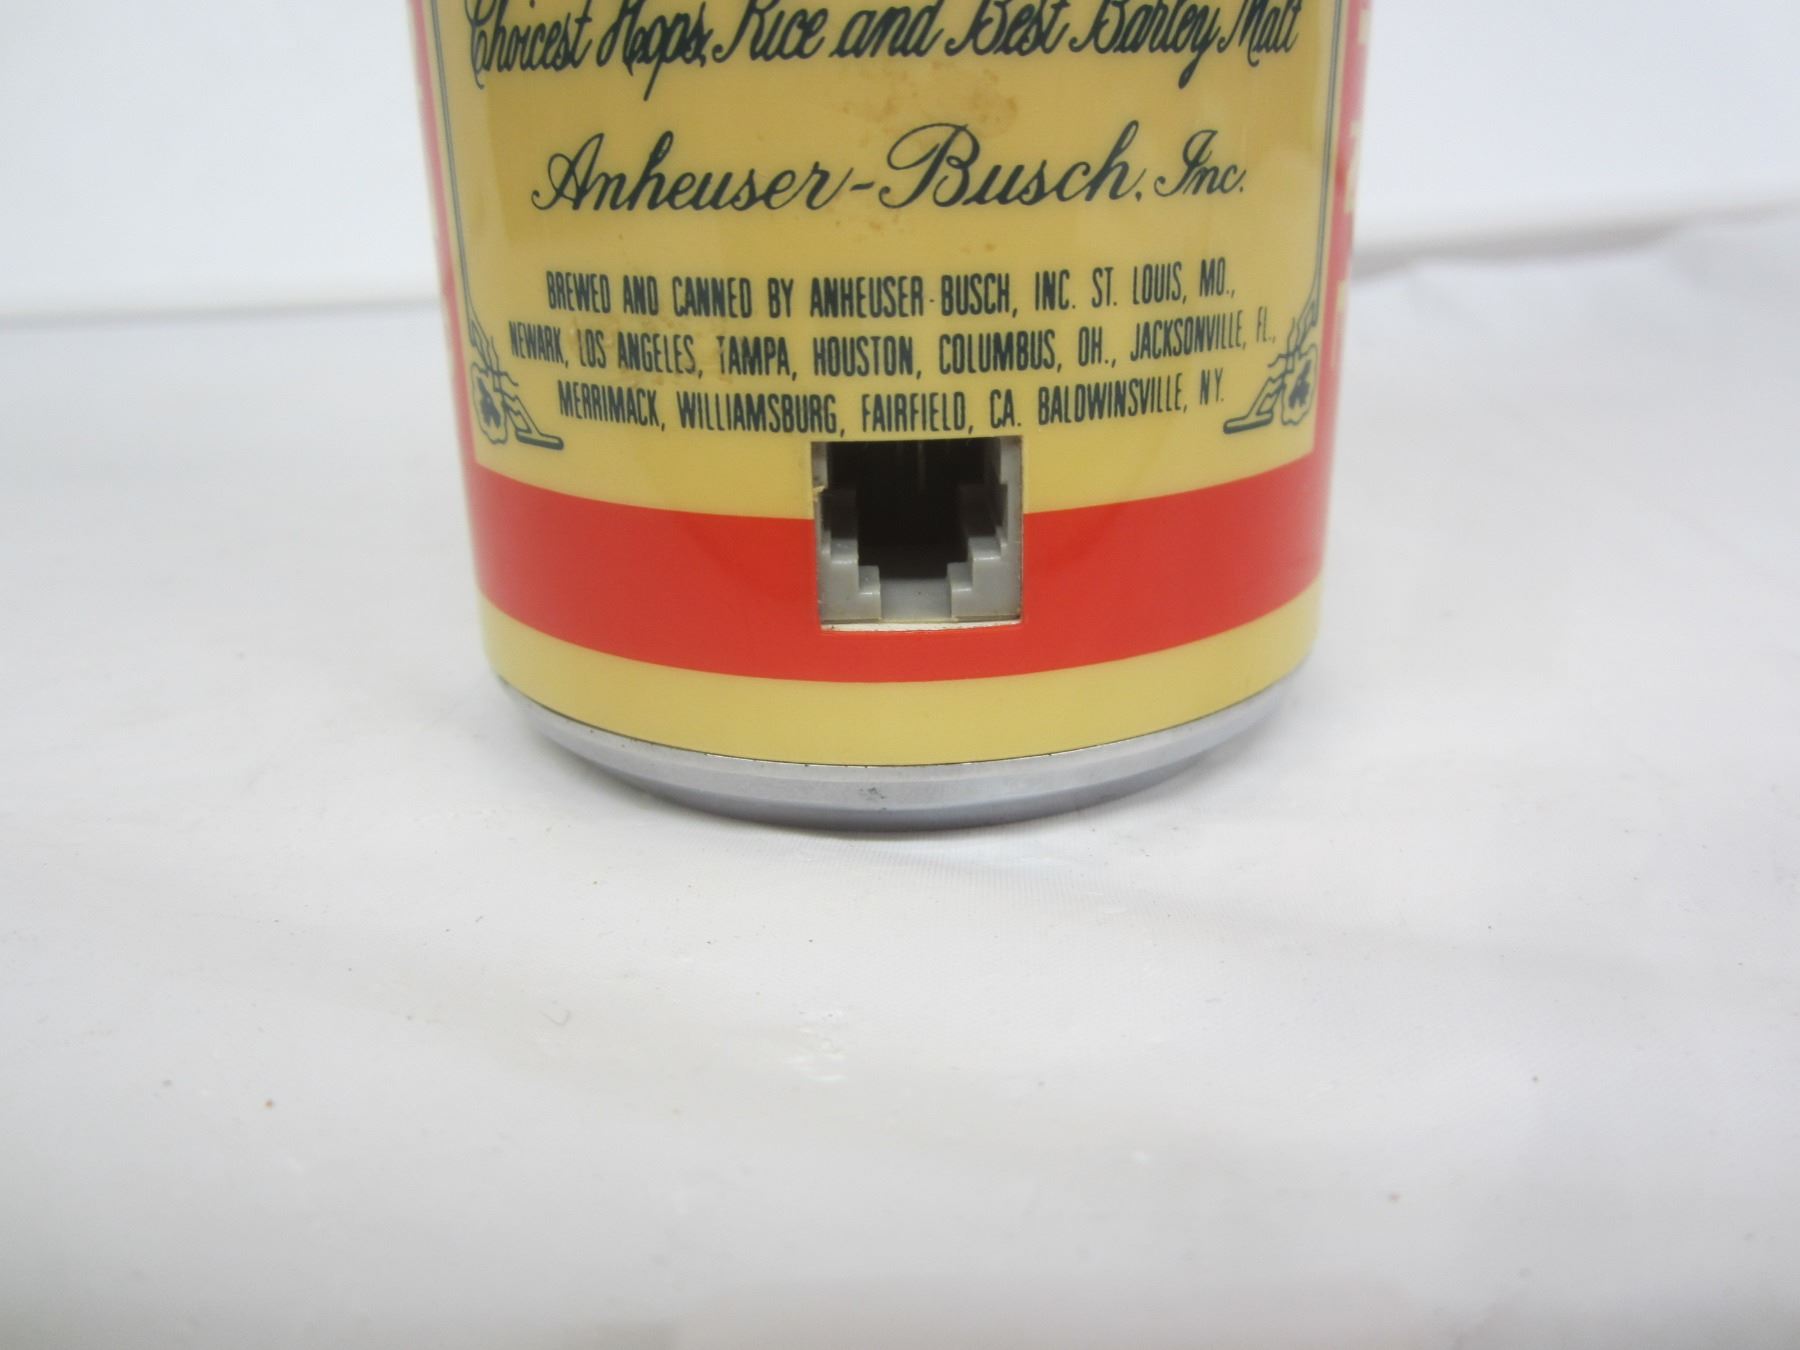 Choicest Hops, Rice and Best Barley Malt
Anheuser-Busch, Inc.
BREWED AND CANNED BY ANHEUSER-BUSCH, INC. ST. LOUIS, MO.,
NEWARK, LOS ANGELES, TAMPA, HOUSTON, COLUMBUS, OH., JACKSONVILLE, FL.,
MERRIMACK, WILLIAMSBURG, FAIRFIELD, CA. BALDWINSVILLE, NY.